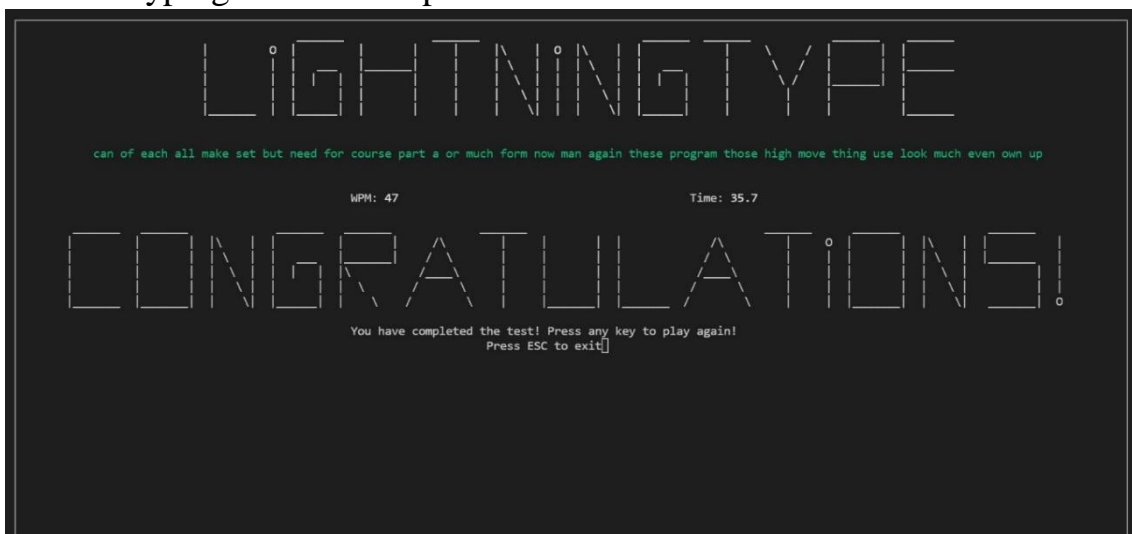 LiGHTNiNGTYPE
can of each all make set but need for course part a or much form now man again these program those high move thing use look much even own up
WPM: 47 Time: 35.7
CONGRATULATiONS!
You have completed the test! Press any key to play again!
Press ESC to exit